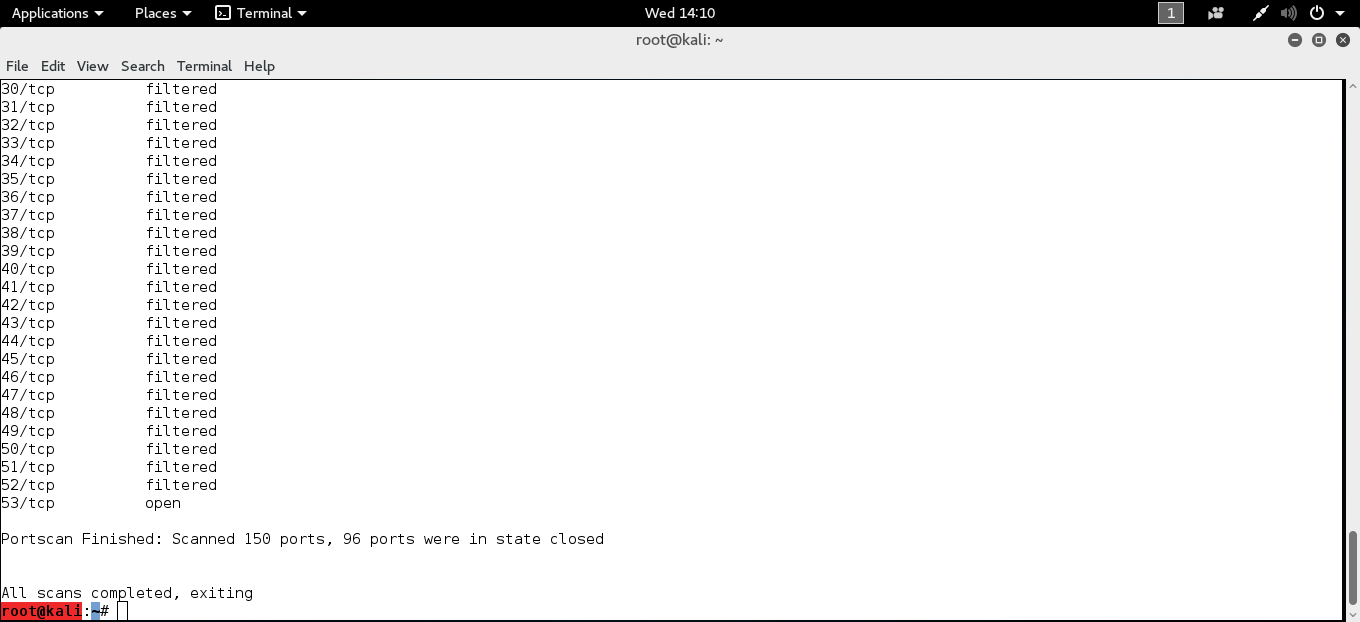 Applications Places Terminal Wed 14:10 1
root@kali: ~
File Edit View Search Terminal Help
30/tcp filtered
31/tcp filtered
32/tcp filtered
33/tcp filtered
34/tcp filtered
35/tcp filtered
36/tcp filtered
37/tcp filtered
38/tcp filtered
39/tcp filtered
40/tcp filtered
41/tcp filtered
42/tcp filtered
43/tcp filtered
44/tcp filtered
45/tcp filtered
46/tcp filtered
47/tcp filtered
48/tcp filtered
49/tcp filtered
50/tcp filtered
51/tcp filtered
52/tcp filtered
53/tcp open
Portscan Finished: Scanned 150 ports, 96 ports were in state closed
All scans completed, exiting
root@kali:~#